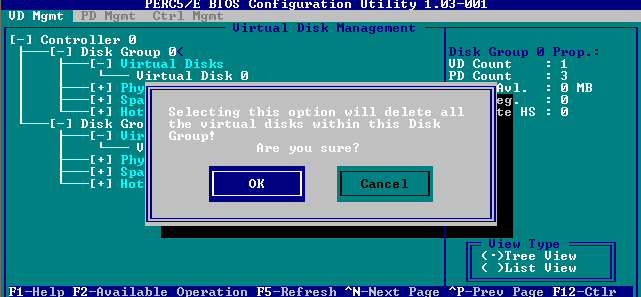 PERC5/E BIOS Configuration Utility 1.03-001
VD Mgmt PD Mgmt Ctrl Mgmt
Virtual Disk Management
[-] Controller 0
[-] Disk Group 0
[-] Virtual Disks
Virtual Disk 0
[+] Phy
[+] Spa
[+] Hot
[-] Disk Gro
[-] Vir
V
[+] Phy
[+] Spa
[+] Hot
Disk Group 0 Prop.:
VD Count : 1
PD Count : 3
Avl. : 0 MB
eg. : 0
te HS : 0
Selecting this option will delete all
the virtual disks within this Disk
Group!
Are you sure?
OK Cancel
View Type
(·)Tree View
( )List View
F1-Help F2-Available Operation F5-Refresh ^N-Next Page ^P-Prev Page F12-Ctlr